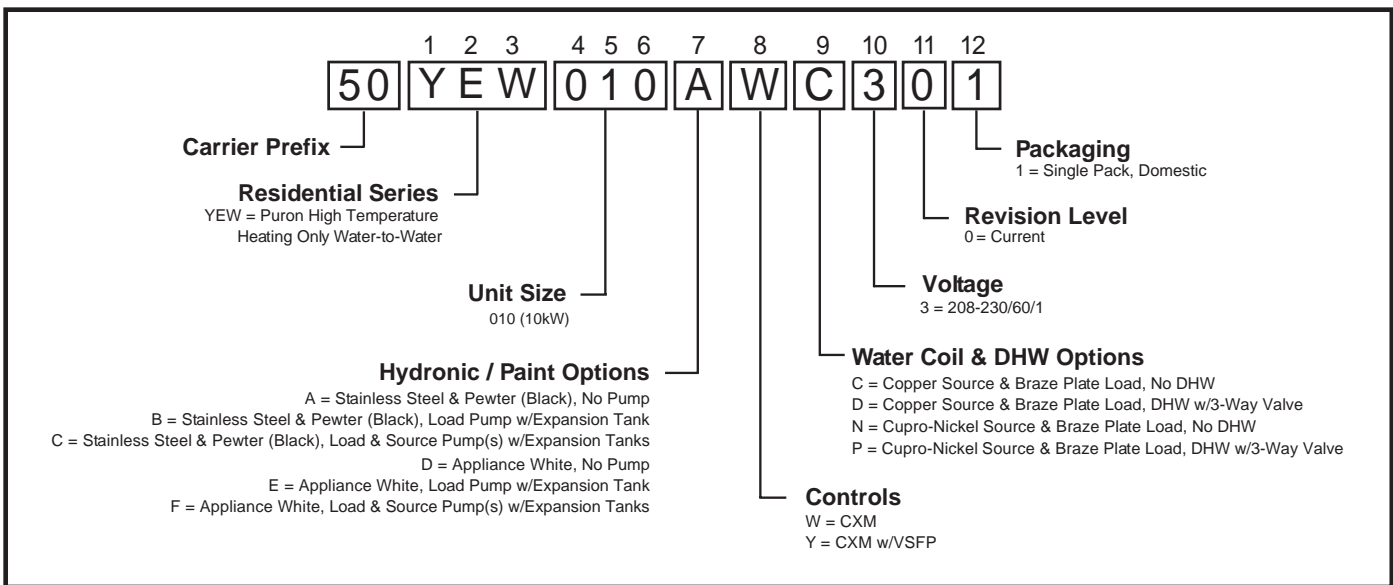 1 2 3 4 5 6 7 8 9 10 11 12
50 Y E W 0 1 0 A W C 3 0 1
Carrier Prefix
Residential Series
YEW = Puron High Temperature
Heating Only Water-to-Water
Unit Size
010 (10kW)
Hydronic / Paint Options
A = Stainless Steel & Pewter (Black), No Pump
B = Stainless Steel & Pewter (Black), Load Pump w/Expansion Tank
C = Stainless Steel & Pewter (Black), Load & Source Pump(s) w/Expansion Tanks
D = Appliance White, No Pump
E = Appliance White, Load Pump w/Expansion Tank
F = Appliance White, Load & Source Pump(s) w/Expansion Tanks
Packaging
1 = Single Pack, Domestic
Revision Level
0 = Current
Voltage
3 = 208-230/60/1
Water Coil & DHW Options
C = Copper Source & Braze Plate Load, No DHW
D = Copper Source & Braze Plate Load, DHW w/3-Way Valve
N = Cupro-Nickel Source & Braze Plate Load, No DHW
P = Cupro-Nickel Source & Braze Plate Load, DHW w/3-Way Valve
Controls
W = CXM
Y = CXM w/VSFP